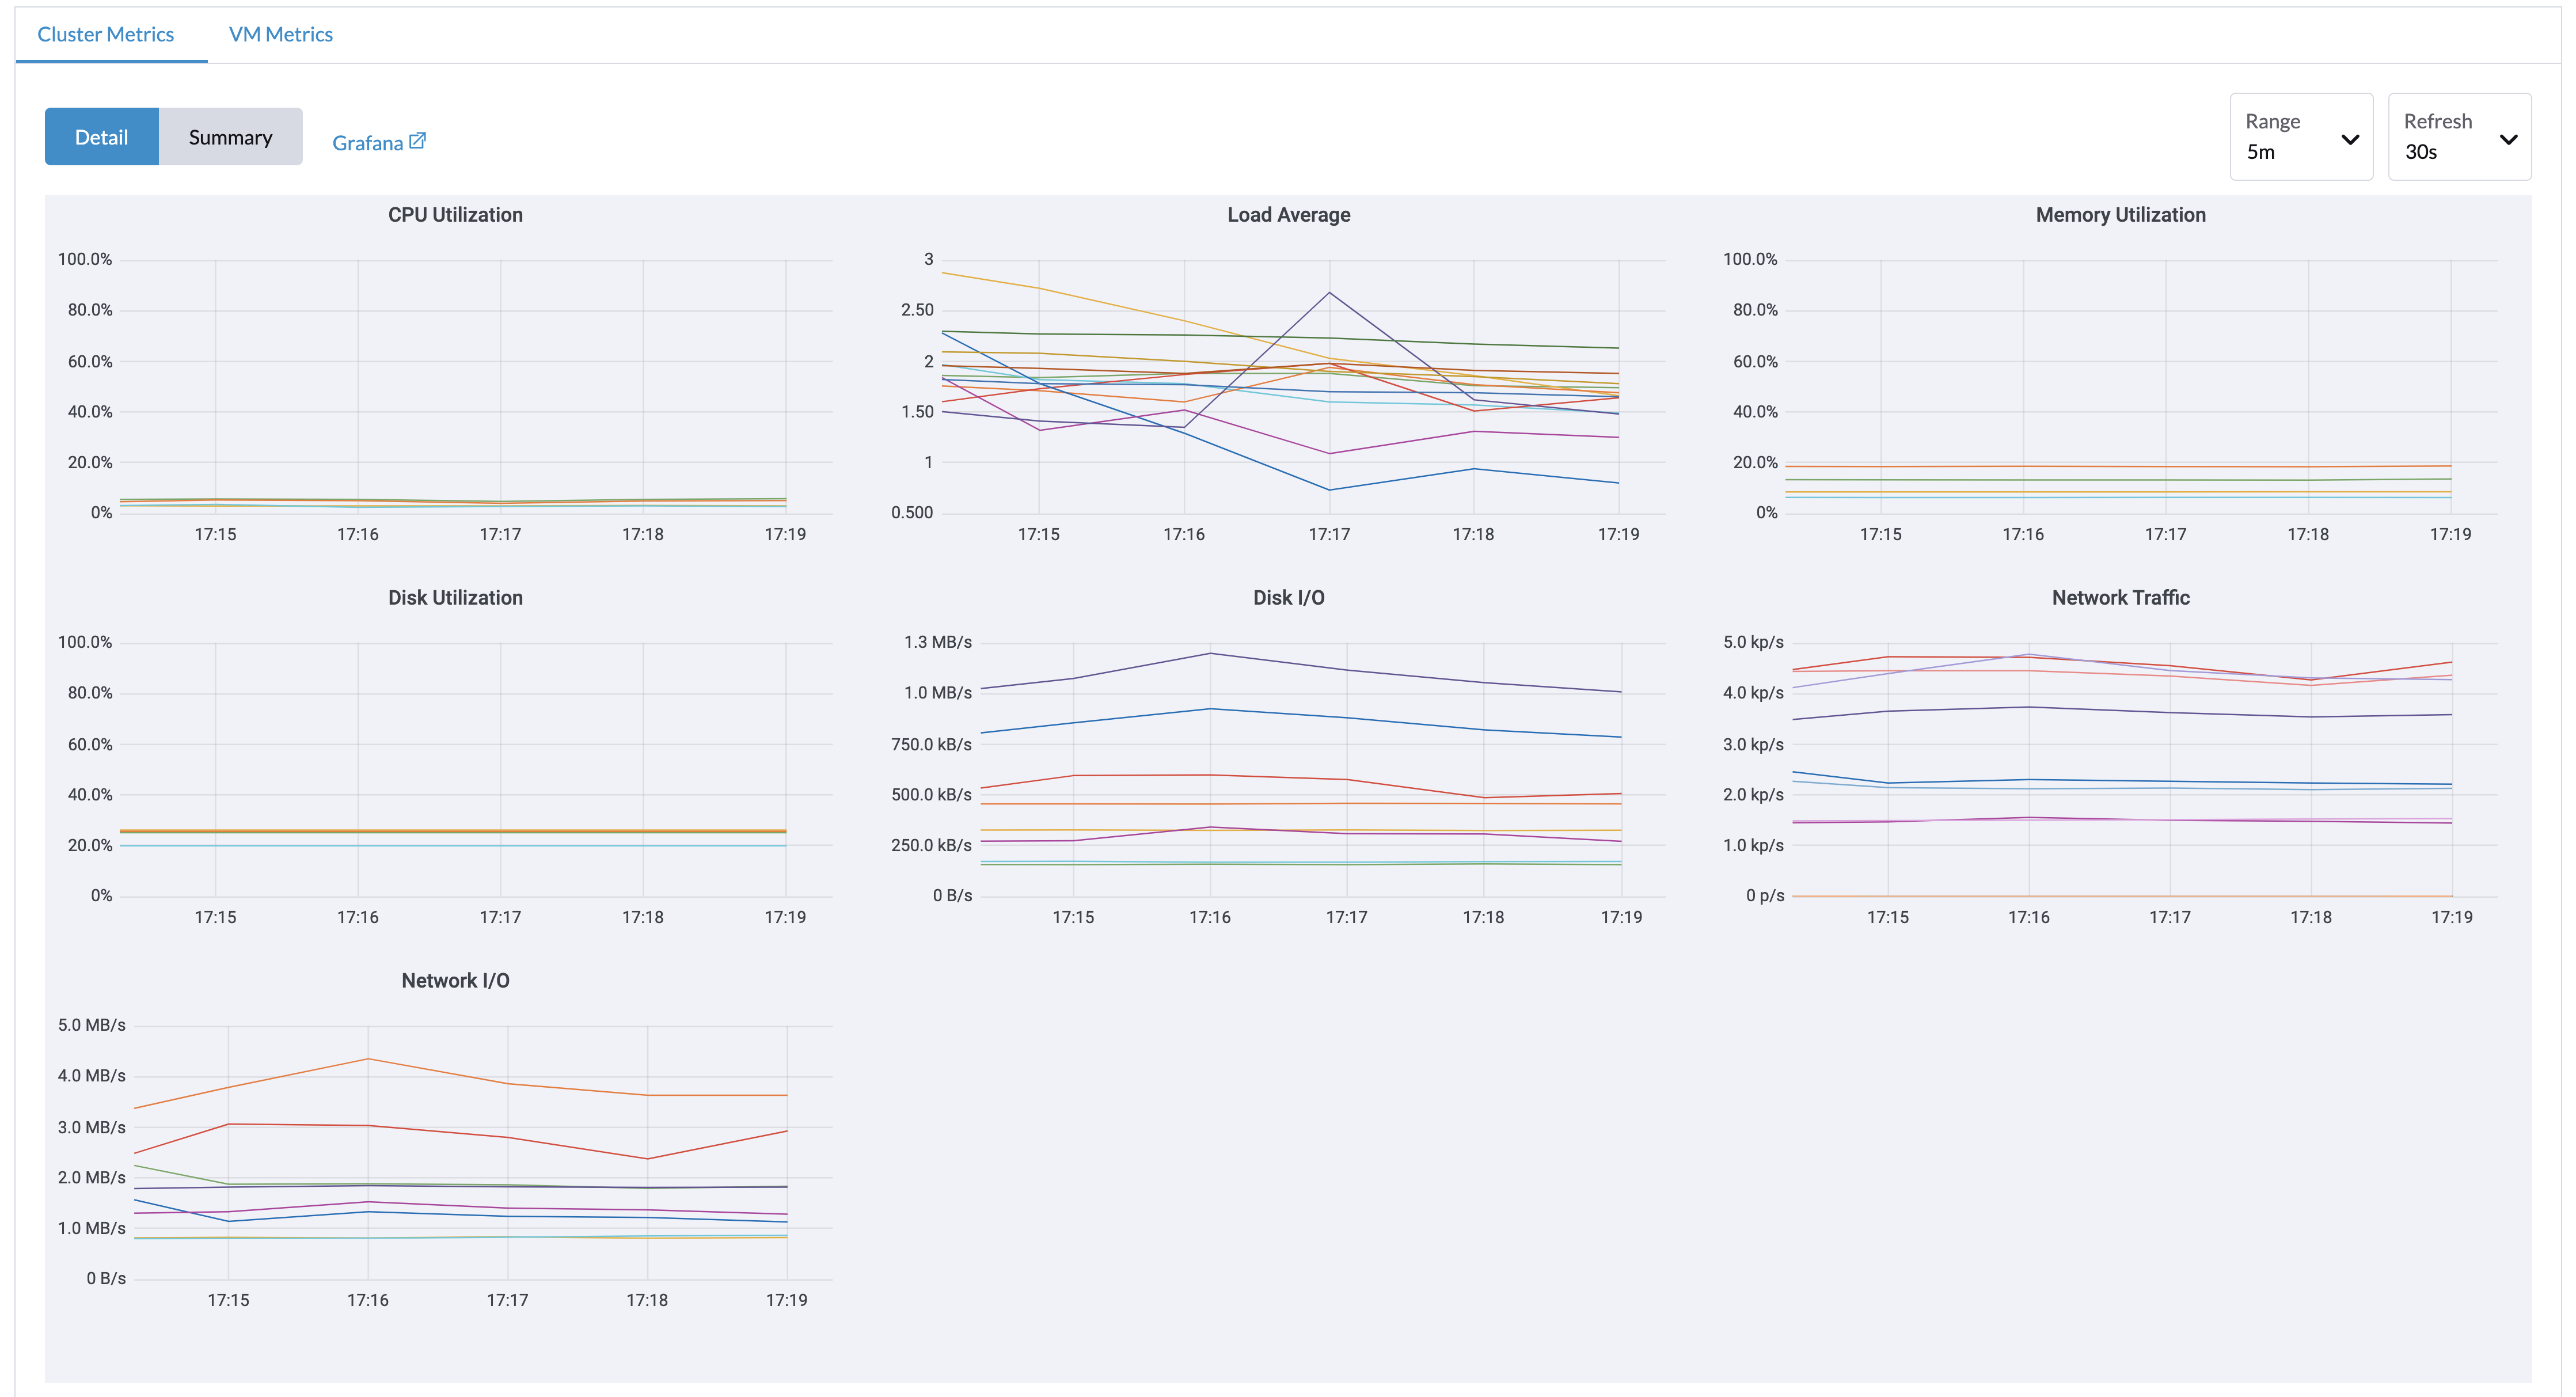 Cluster Metrics VM Metrics
Detail Summary Grafana
Range
5m
Refresh
30s
CPU Utilization
100.0%
80.0%
60.0%
40.0%
20.0%
0%
17:15 17:16 17:17 17:18 17:19
Load Average
3
2.50
2
1.50
1
0.500
17:15 17:16 17:17 17:18 17:19
Memory Utilization
100.0%
80.0%
60.0%
40.0%
20.0%
0%
17:15 17:16 17:17 17:18 17:19
Disk Utilization
100.0%
80.0%
60.0%
40.0%
20.0%
0%
17:15 17:16 17:17 17:18 17:19
Disk I/O
1.3 MB/s
1.0 MB/s
750.0 kB/s
500.0 kB/s
250.0 kB/s
0 B/s
17:15 17:16 17:17 17:18 17:19
Network Traffic
5.0 kp/s
4.0 kp/s
3.0 kp/s
2.0 kp/s
1.0 kp/s
0 p/s
17:15 17:16 17:17 17:18 17:19
Network I/O
5.0 MB/s
4.0 MB/s
3.0 MB/s
2.0 MB/s
1.0 MB/s
0 B/s
17:15 17:16 17:17 17:18 17:19